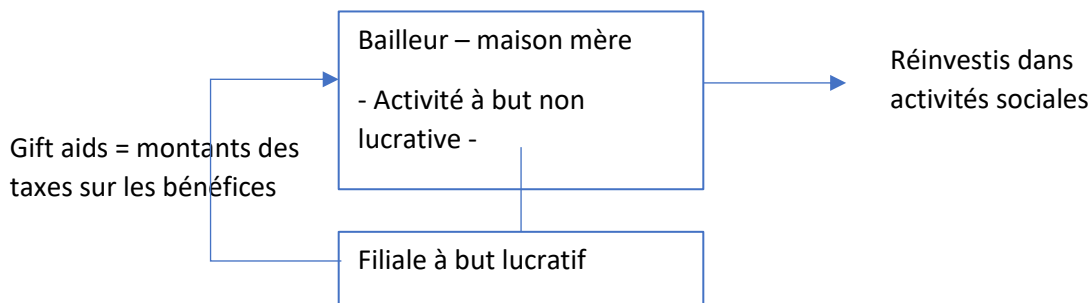 Bailleur – maison mère
- Activité à but non
lucrative -
Réinvestis dans
activités sociales
Gift aids = montants des
taxes sur les bénéfices
Filiale à but lucratif